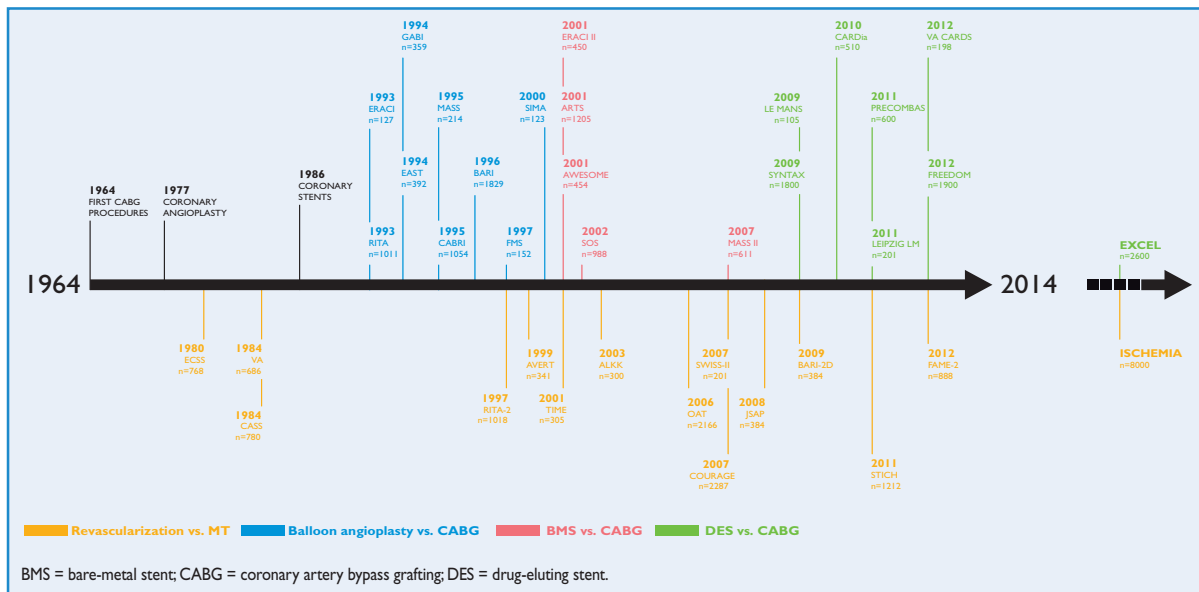 1994
GABI
n=359
2001
ERACI II
n=450
2010
CARDia
n=510
2012
VA CARDS
n=198
1993
ERACI
n=127
1995
MASS
n=214
2000
SIMA
n=123
2001
ARTS
n=1205
2009
LE MANS
n=105
2011
PRECOMBAS
n=600
1964
FIRST CABG
PROCEDURES
1977
CORONARY
ANGIOPLASTY
1986
CORONARY
STENTS
1994
EAST
n=392
1996
BARI
n=1829
2001
AWESOME
n=454
2009
SYNTAX
n=1800
2012
FREEDOM
n=1900
1993
RITA
n=1011
1995
CABRI
n=1054
1997
FMS
n=152
2002
SOS
n=988
2007
MASS II
n=611
2011
LEIPZIG LM
n=201
EXCEL
n=2600
1964
2014
1980
ECSS
n=768
1984
VA
n=686
1999
AVERT
n=341
2003
ALKK
n=300
2007
SWISS-II
n=201
2009
BARI-2D
n=384
2012
FAME-2
n=888
ISCHEMIA
n=8000
1984
CASS
n=780
1997
RITA-2
n=1018
2001
TIME
n=305
2006
OAT
n=2166
2008
JSAP
n=384
2007
COURAGE
n=2287
2011
STICH
n=1212
Revascularization vs. MT
Balloon angioplasty vs. CABG
BMS vs. CABG
DES vs. CABG
BMS = bare-metal stent; CABG = coronary artery bypass grafting; DES = drug-eluting stent.